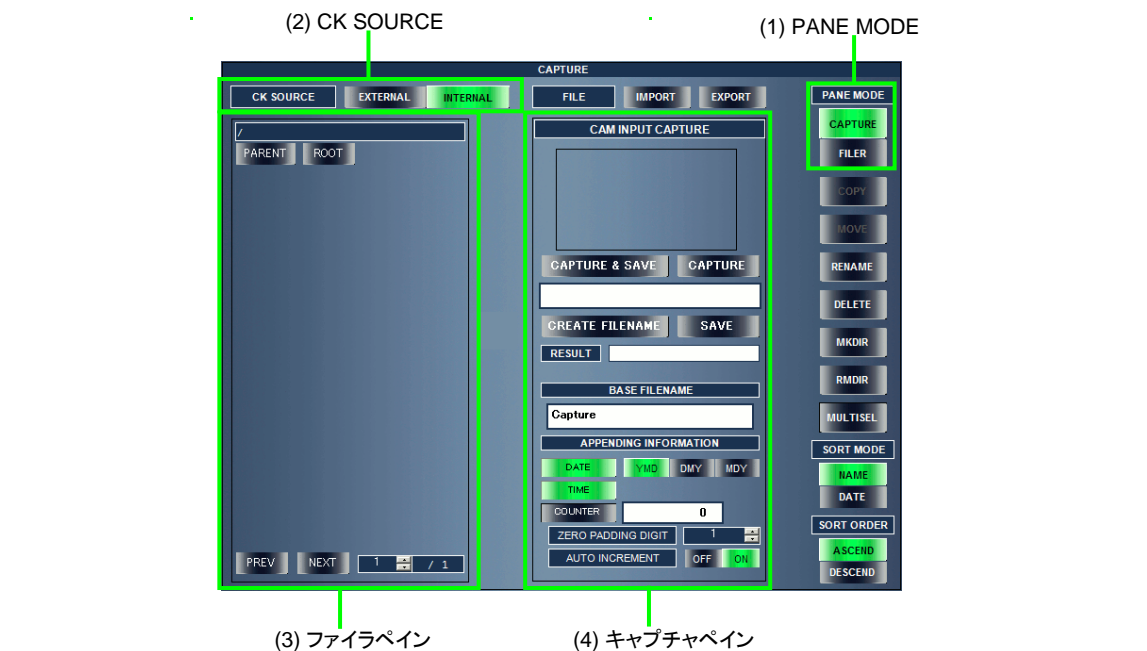 (2) CK SOURCE
(1) PANE MODE
CAPTURE
CK SOURCE EXTERNAL INTERNAL
FILE IMPORT EXPORT
PANE MODE
CAPTURE
FILER
COPY
MOVE
RENAME
DELETE
MKDIR
RMDIR
MULTISEL
SORT MODE
NAME
DATE
SORT ORDER
ASCEND
DESCEND
/
PARENT ROOT
PREV NEXT 1 / 1
CAM INPUT CAPTURE
CAPTURE & SAVE CAPTURE
CREATE FILENAME SAVE
RESULT
BASE FILENAME
Capture
APPENDING INFORMATION
DATE YMD DMY MDY
TIME
COUNTER 0
ZERO PADDING DIGIT 1
AUTO INCREMENT OFF ON
(3) ファイラペイン
(4) キャプチャペイン